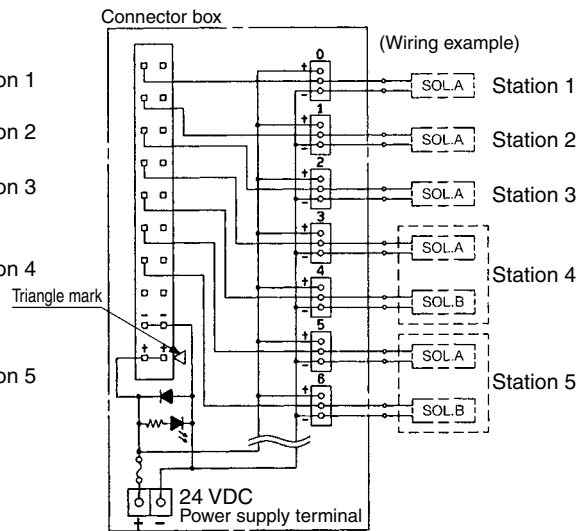 Connector box
(Wiring example)
0
+
-
SOL.A
Station 1
on 1
1
+
-
SOL.A
Station 2
on 2
2
+
-
SOL.A
Station 3
on 3
3
+
-
SOL.A
Station 4
4
+
-
SOL.B
on 4
Triangle mark
- -
+ +
5
+
-
SOL.A
Station 5
on 5
6
+
-
SOL.B
24 VDC
Power supply terminal
+ -